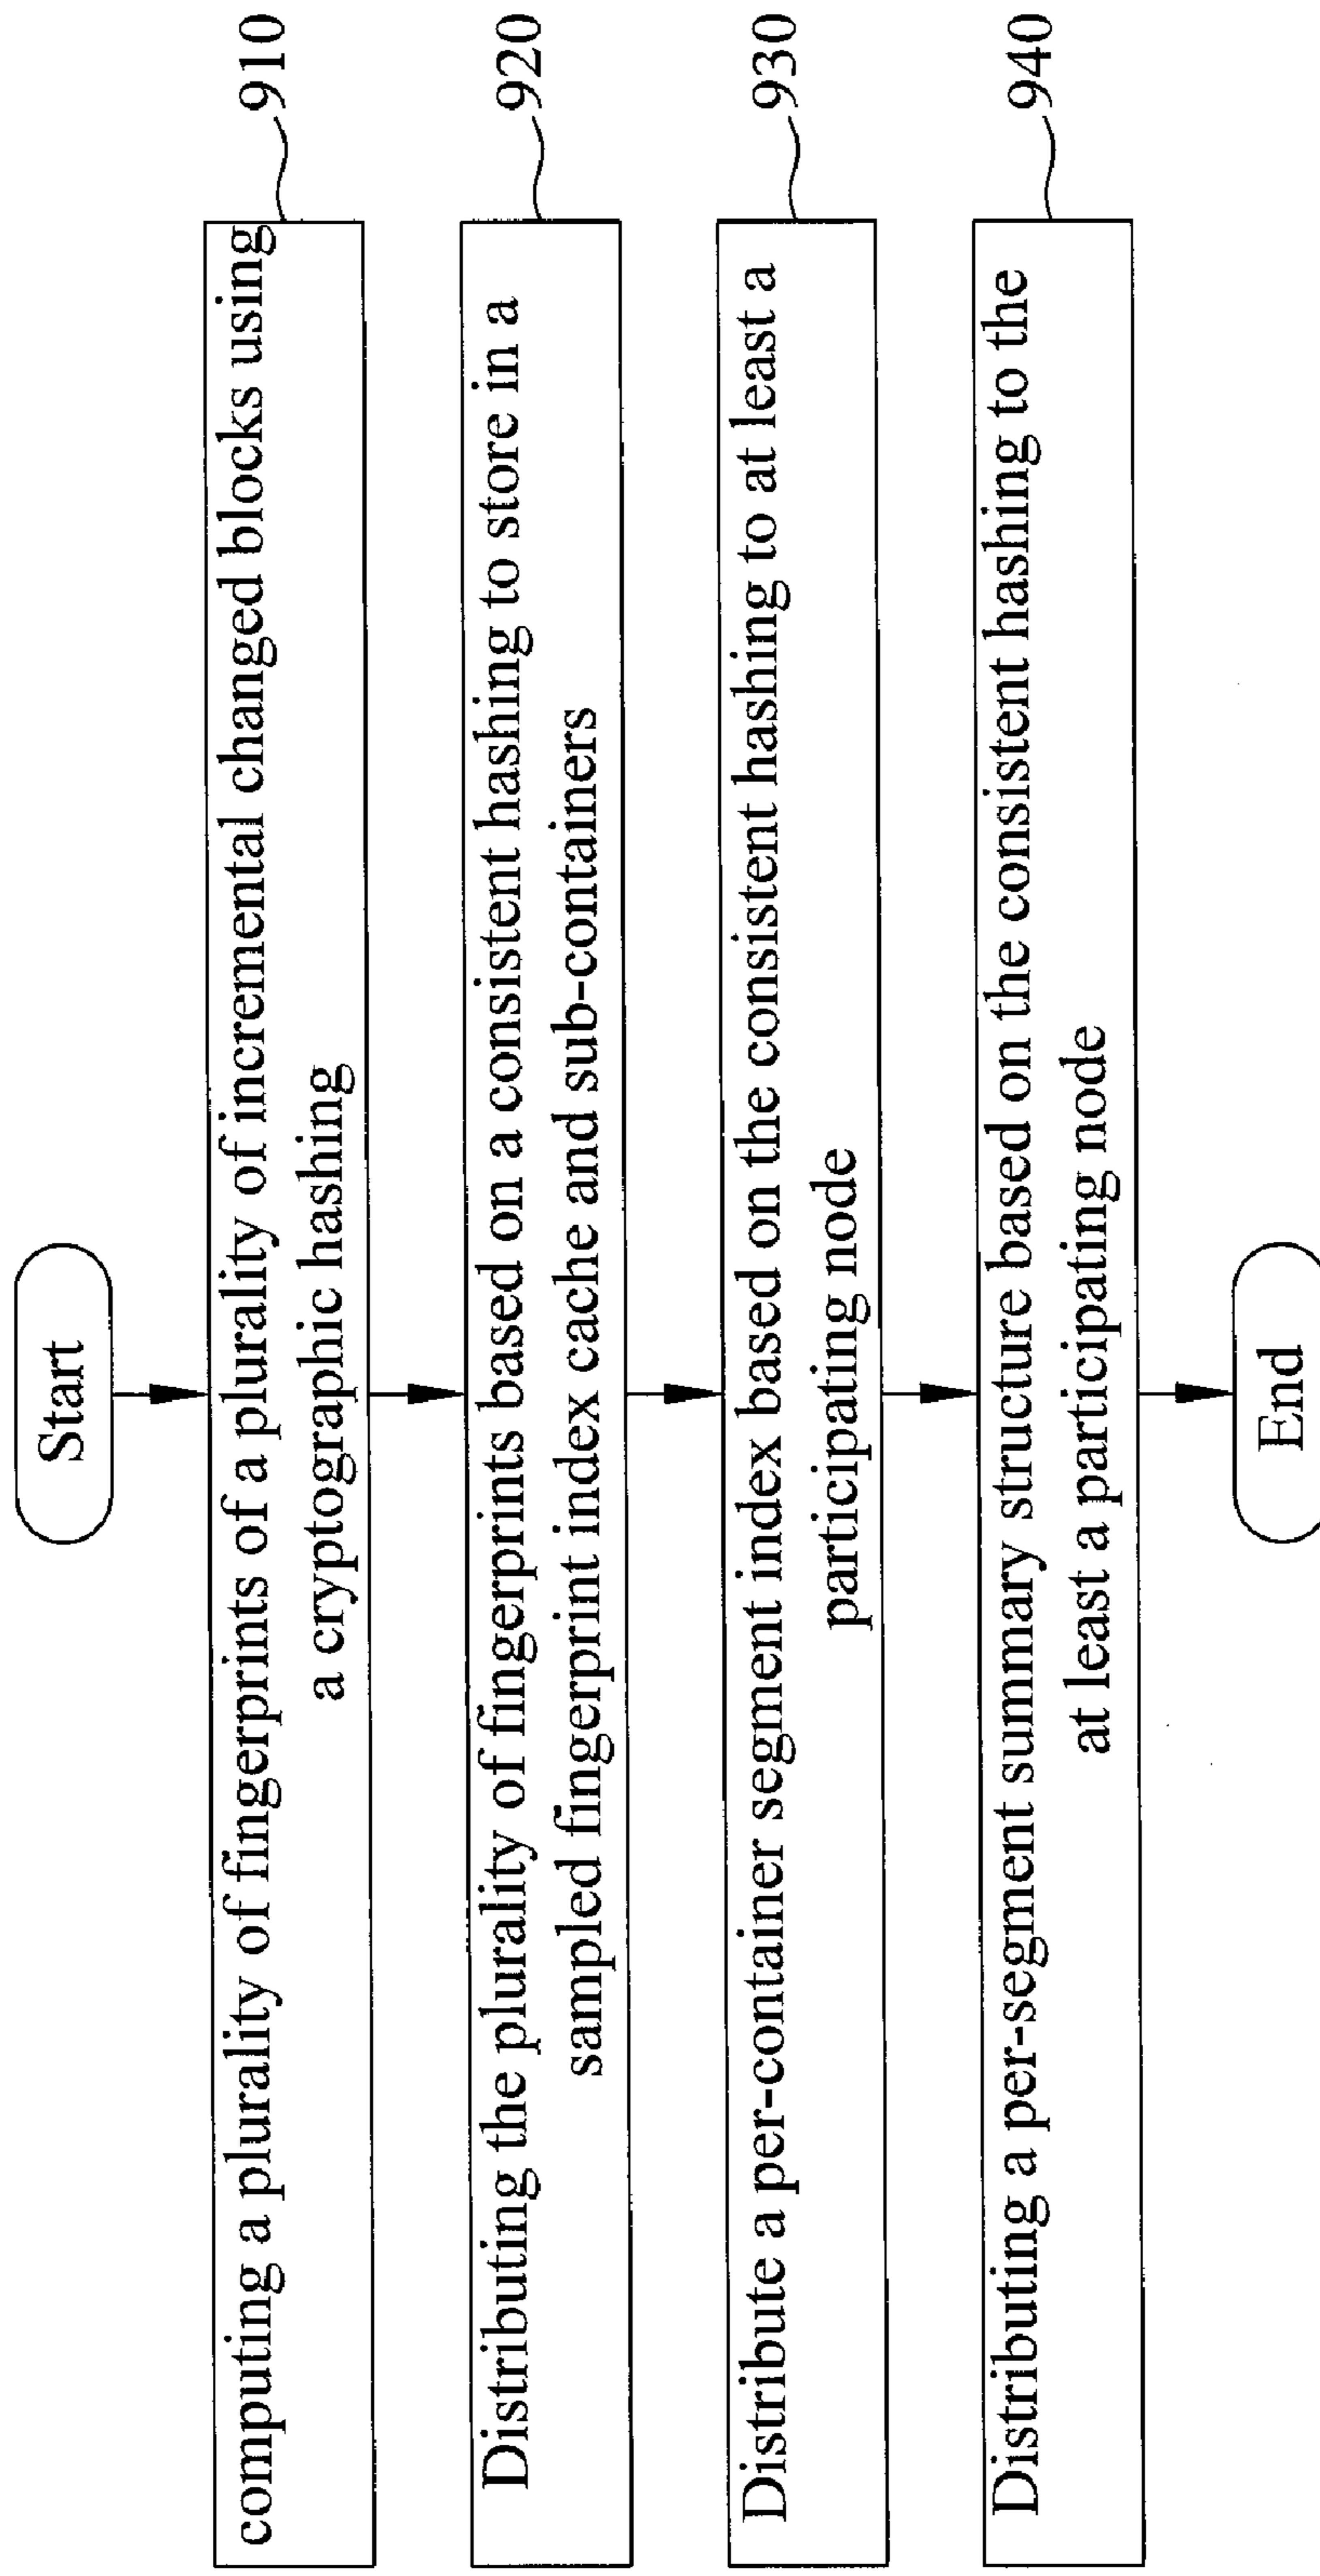 Start
computing a plurality of fingerprints of a plurality of incremental changed blocks using
a cryptographic hashing
910
Distributing the plurality of fingerprints based on a consistent hashing to store in a
sampled fingerprint index cache and sub-containers
920
Distribute a per-container segment index based on the consistent hashing to at least a
participating node
930
Distributing a per-segment summary structure based on the consistent hashing to the
at least a participating node
940
End